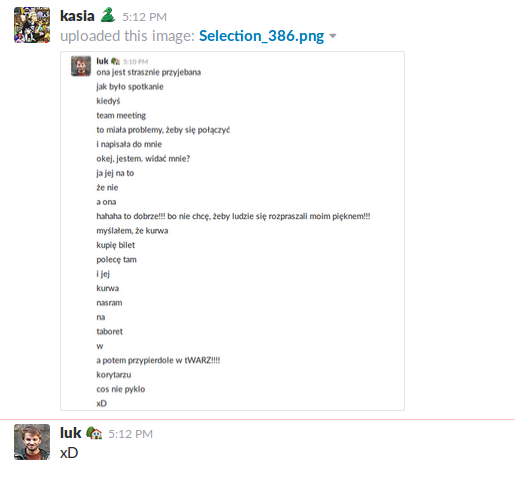 kasia 5:12 PM
uploaded this image: Selection_386.png
luk 5:10 PM
ona jest strasznie przyjebana
jak było spotkanie
kiedyś
team meeting
to miała problemy, żeby się połączyć
i napisała do mnie
okej, jestem. widać mnie?
ja jej na to
że nie
a ona
hahaha to dobrze!!! bo nie chcę, żeby ludzie się rozpraszali moim pięknem!!!
myślałem, że kurwa
kupię bilet
polecę tam
i jej
kurwa
nasram
na
taboret
w
a potem przypierdole w tWARZ!!!!
korytarzu
cos nie pyklo
xD
luk 5:12 PM
xD